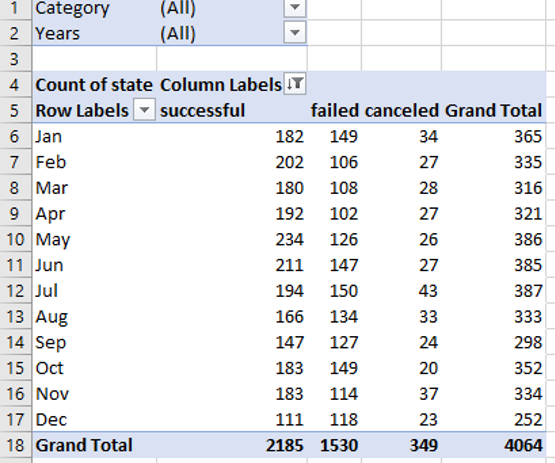 1 Category (All)
2 Years (All)
3
4 Count of state Column Labels
5 Row Labels successful failed canceled Grand Total
6 Jan 182 149 34 365
7 Feb 202 106 27 335
8 Mar 180 108 28 316
9 Apr 192 102 27 321
10 May 234 126 26 386
11 Jun 211 147 27 385
12 Jul 194 150 43 387
13 Aug 166 134 33 333
14 Sep 147 127 24 298
15 Oct 183 149 20 352
16 Nov 183 114 37 334
17 Dec 111 118 23 252
18 Grand Total 2185 1530 349 4064